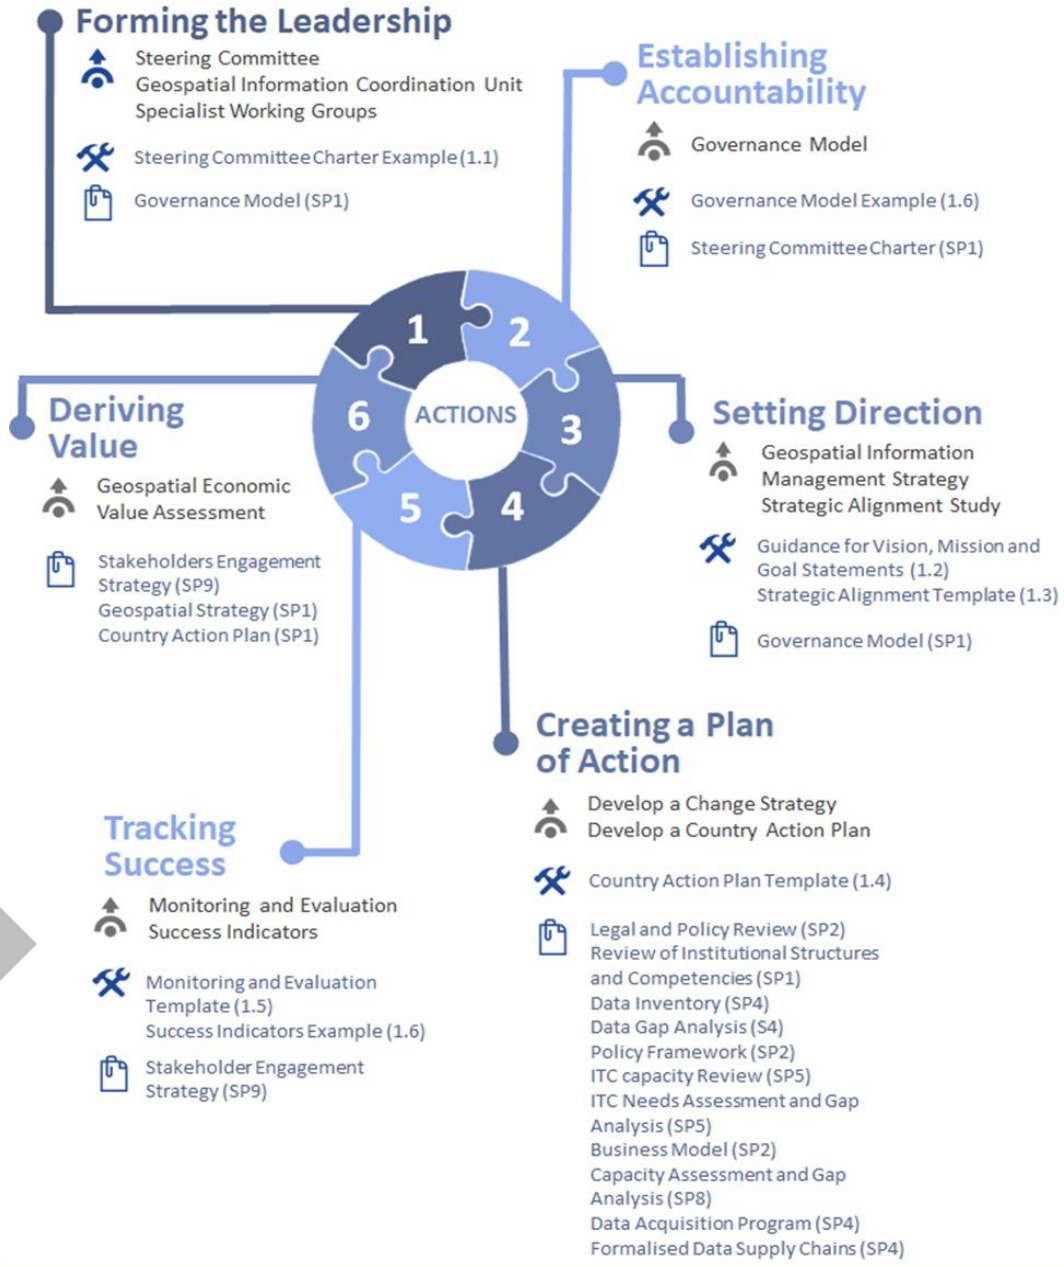 Forming the Leadership
Steering Committee
Geospatial Information Coordination Unit
Specialist Working Groups
Steering Committee Charter Example (1.1)
Governance Model (SP1)
Establishing
Accountability
Governance Model
Governance Model Example (1.6)
Steering Committee Charter (SP1)
1
2
3
4
5
6
ACTIONS
Setting Direction
Geospatial Information
Management Strategy
Strategic Alignment Study
Guidance for Vision, Mission and
Goal Statements (1.2)
Strategic Alignment Template (1.3)
Governance Model (SP1)
Creating a Plan
of Action
Develop a Change Strategy
Develop a Country Action Plan
Country Action Plan Template (1.4)
Legal and Policy Review (SP2)
Review of Institutional Structures
and Competencies (SP1)
Data Inventory (SP4)
Data Gap Analysis (S4)
Policy Framework (SP2)
ITC capacity Review (SP5)
ITC Needs Assessment and Gap
Analysis (SP5)
Business Model (SP2)
Capacity Assessment and Gap
Analysis (SP8)
Data Acquisition Program (SP4)
Formalised Data Supply Chains (SP4)
Tracking
Success
Monitoring and Evaluation
Success Indicators
Monitoring and Evaluation
Template (1.5)
Success Indicators Example (1.6)
Stakeholder Engagement
Strategy (SP9)
Deriving
Value
Geospatial Economic
Value Assessment
Stakeholders Engagement
Strategy (SP9)
Geospatial Strategy (SP1)
Country Action Plan (SP1)